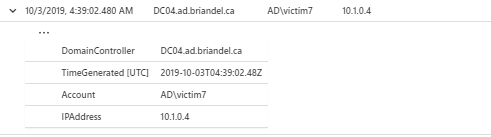 10/3/2019, 4:39:02.480 AM DC04.ad.briandel.ca AD\victim7 10.1.0.4
...
DomainController DC04.ad.briandel.ca
TimeGenerated [UTC] 2019-10-03T04:39:02.48Z
Account AD\victim7
IPAddress 10.1.0.4